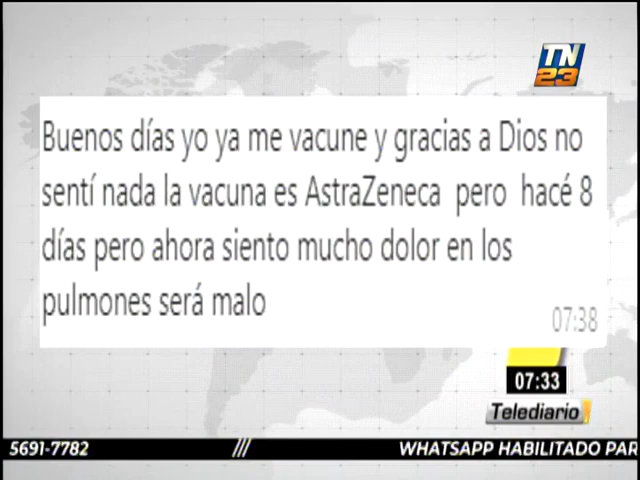 TN
23
Buenos días yo ya me vacune y gracias a Dios no
sentí nada la vacuna es AstraZeneca pero hacé 8
días pero ahora siento mucho dolor en los
pulmones será malo
07:38
07:33
Telediario
5691-7782 /// WHATSAPP HABILITADO PAR